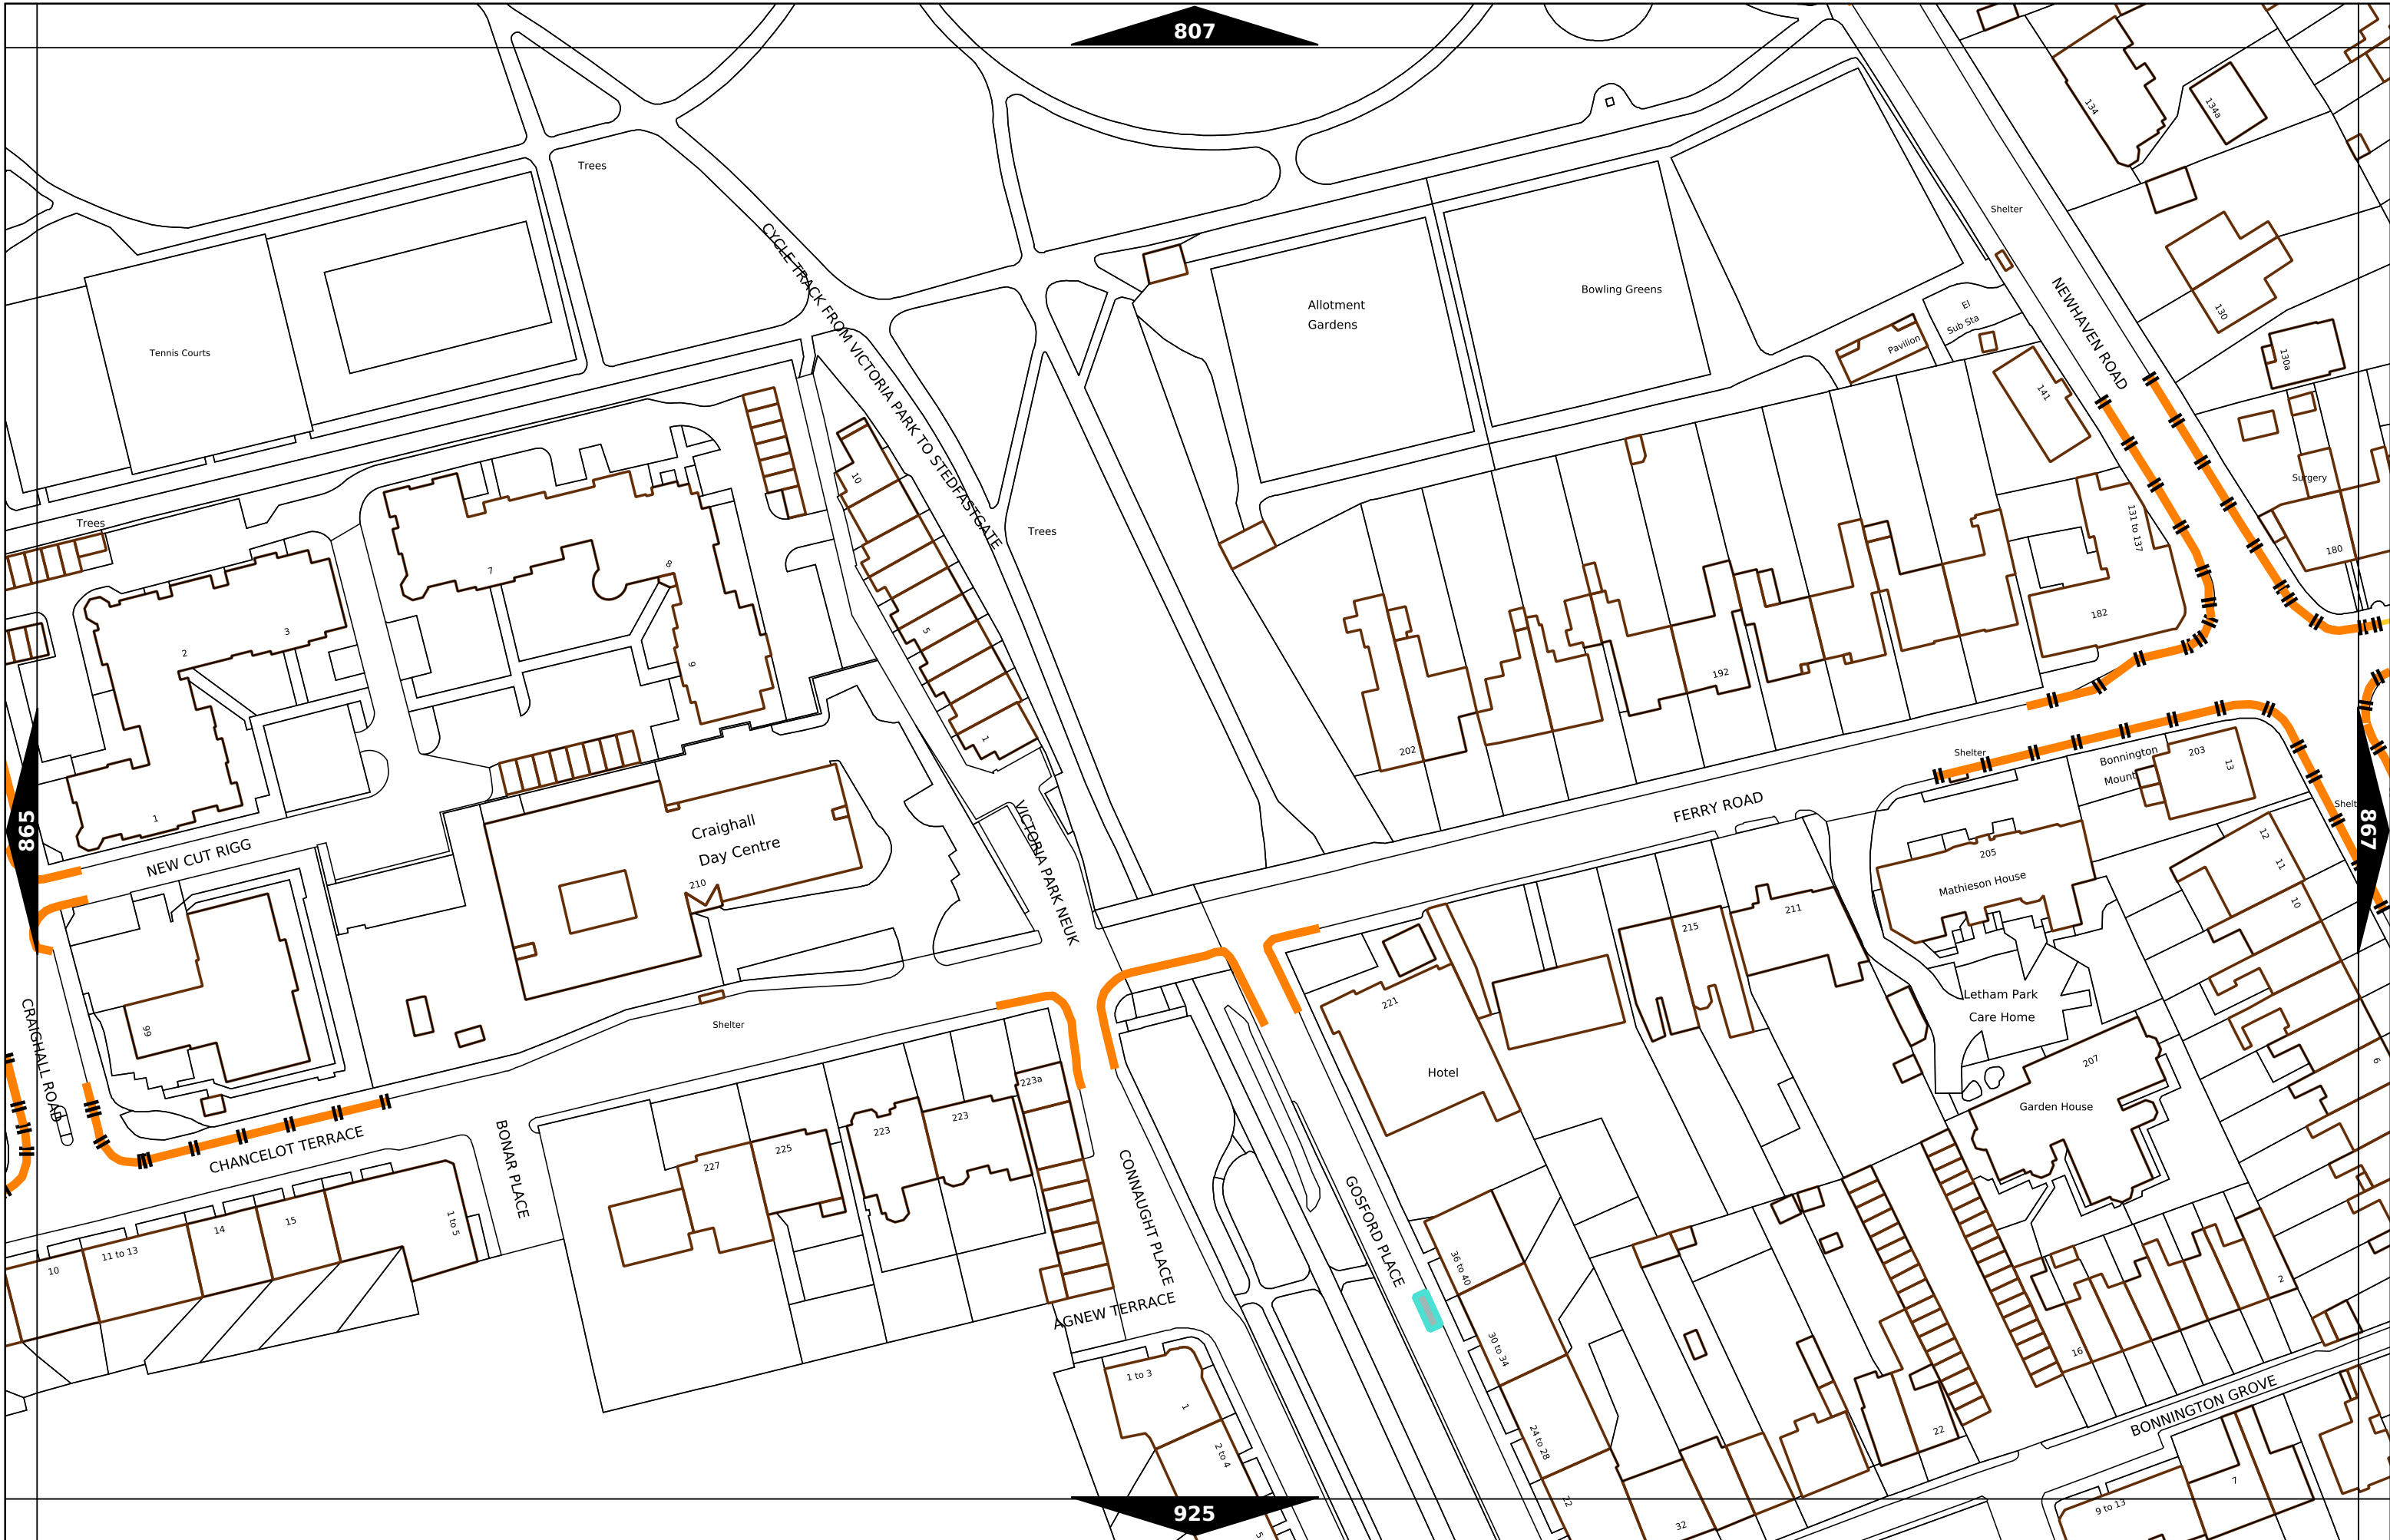 807
Trees
134
134a
Shelter
CYCLE TRACK FROM VICTORIA PARK TO STEDFASTGATE
NEWHAVEN ROAD
Allotment
Gardens
Bowling Greens
El
Sub Sta
Pavilion
130
130a
141
Tennis Courts
Trees
Trees
10
5
1
7
8
9
3
2
1
Surgery
131 to 137
180
182
192
202
FERRY ROAD
Shelter
Bonnington
Mount
203
13
865
867
NEW CUT RIGG
Craighall
Day Centre
210
VICTORIA PARK NEUK
12
11
10
205
Mathieson House
211
215
221
Hotel
Letham Park
Care Home
207
Garden House
6
99
CRAIGHALL ROAD
Shelter
CHANCELOT TERRACE
BONAR PLACE
223a
223
223
225
227
CONNAUGHT PLACE
GOSFORD PLACE
AGNEW TERRACE
10
11 to 13
14
15
1 to 5
36 to 40
30 to 34
24 to 28
22
1 to 3
1
2 to 4
5
2
16
22
32
BONNINGTON GROVE
7
9 to 13
925